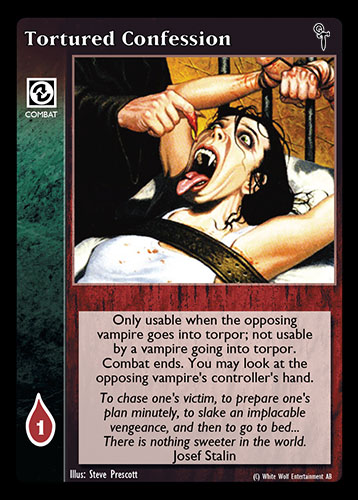 Tortured Confession
COMBAT
Only usable when the opposing
vampire goes into torpor; not usable
by a vampire going into torpor.
Combat ends. You may look at the
opposing vampire's controller's hand.
To chase one's victim, to prepare one's
plan minutely, to slake an implacable
vengeance, and then to go to bed...
There is nothing sweeter in the world.
Josef Stalin
1
Illus: Steve Prescott
(C) White Wolf Entertainment AB